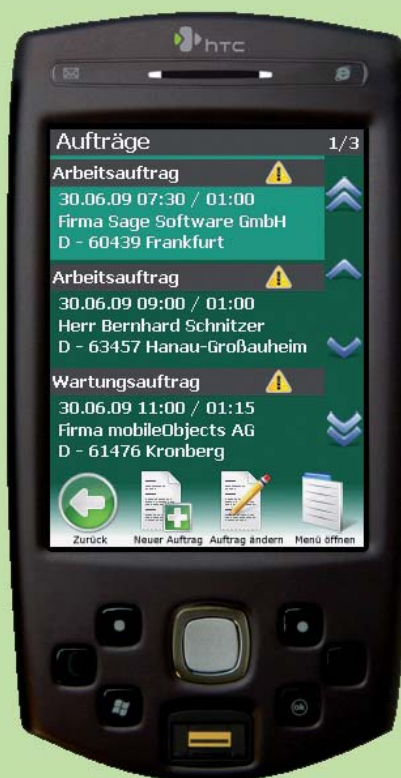 htc
Aufträge 1/3
Arbeitsauftrag
30.06.09 07:30 / 01:00
Firma Sage Software GmbH
D - 60439 Frankfurt
Arbeitsauftrag
30.06.09 09:00 / 01:00
Herr Bernhard Schnitzer
D - 63457 Hanau-Großauheim
Wartungsauftrag
30.06.09 11:00 / 01:15
Firma mobileObjects AG
D - 61476 Kronberg
Zurück Neuer Auftrag Auftrag ändern Menü öffnen
ok